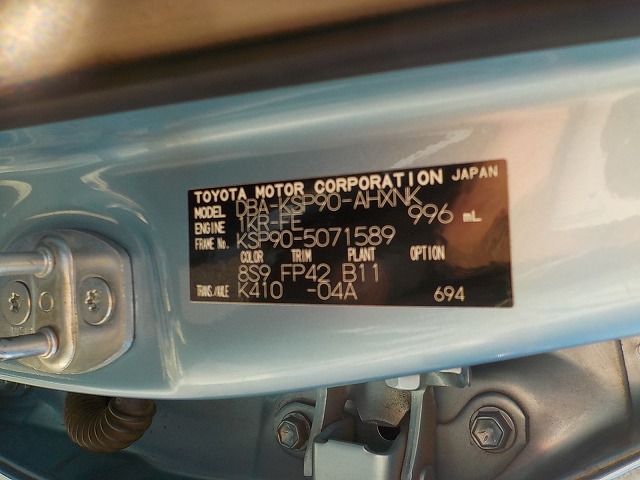 TOYOTA MOTOR CORPORATION JAPAN
MODEL DBA-KSP90-AHXNK
ENGINE 1KR-FE 996 mL
FRAME No. KSP90-5071589
COLOR TRIM PLANT OPTION
8S9 FP42 B11
TRANS./AXLE K410 -04A 694